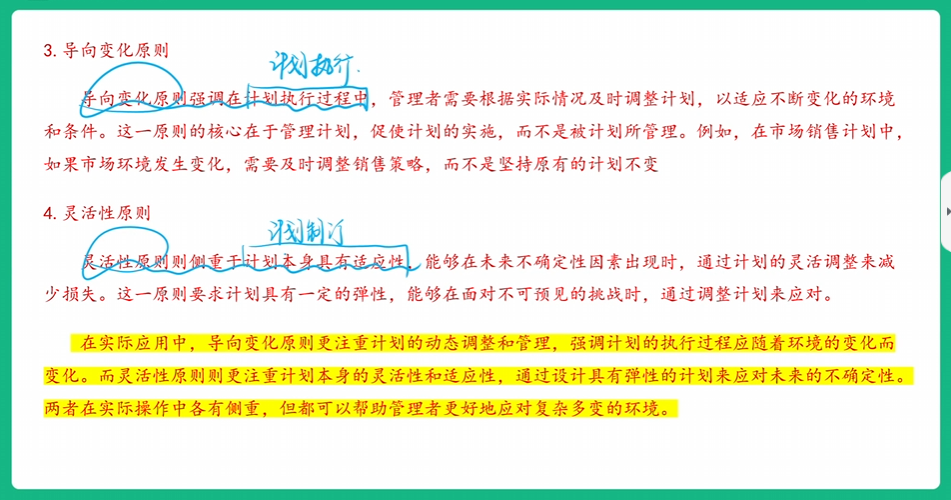 3. 导向变化原则
计划执行.
导向变化原则强调在计划执行过程中，管理者需要根据实际情况及时调整计划，以适应不断变化的环境
和条件。这一原则的核心在于管理计划，促使计划的实施，而不是被计划所管理。例如，在市场销售计划中，
如果市场环境发生变化，需要及时调整销售策略，而不是坚持原有的计划不变
4. 灵活性原则
计划制订
灵活性原则则侧重于计划本身具有适应性，能够在未来不确定性因素出现时，通过计划的灵活调整来减
少损失。这一原则要求计划具有一定的弹性，能够在面对不可预见的挑战时，通过调整计划来应对。
在实际应用中，导向变化原则更注重计划的动态调整和管理，强调计划的执行过程应随着环境的变化而
变化。而灵活性原则则更注重计划本身的灵活性和适应性，通过设计具有弹性的计划来应对未来的不确定性。
两者在实际操作中各有侧重，但都可以帮助管理者更好地应对复杂多变的环境。